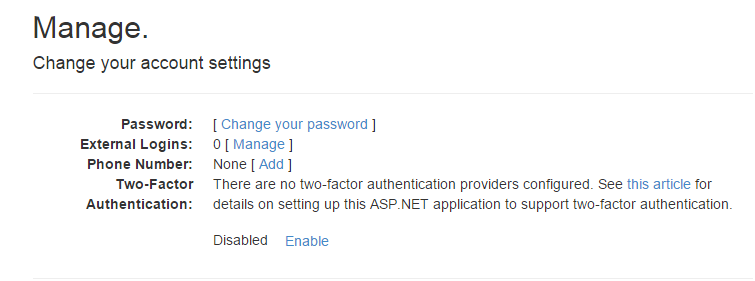 Manage.
Change your account settings
Password: [ Change your password ]
External Logins: 0 [ Manage ]
Phone Number: None [ Add ]
Two-Factor There are no two-factor authentication providers configured. See this article for
Authentication: details on setting up this ASP.NET application to support two-factor authentication.
Disabled Enable